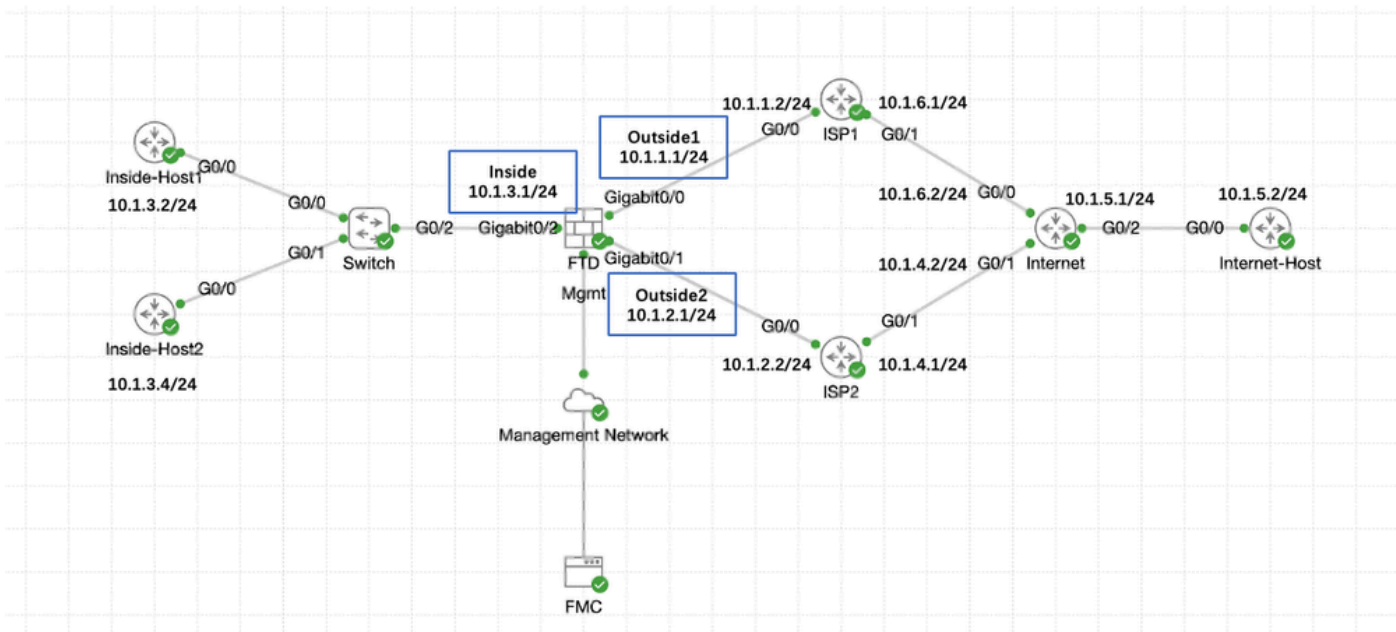 10.1.1.2/24
10.1.6.1/24
G0/0
ISP1
G0/1
Outside1
10.1.1.1/24
Inside
10.1.3.1/24
G0/0
Inside-Host1
10.1.3.2/24
G0/0
Gigabit0/0
10.1.6.2/24
G0/0
10.1.5.1/24
10.1.5.2/24
G0/2
Gigabit0/2
G0/2
G0/0
G0/1
Switch
FTD
Gigabit0/1
10.1.4.2/24
G0/1
Internet
Internet-Host
G0/0
Mgmt
Outside2
10.1.2.1/24
G0/0
G0/1
Inside-Host2
10.1.3.4/24
10.1.2.2/24
10.1.4.1/24
ISP2
Management Network
FMC